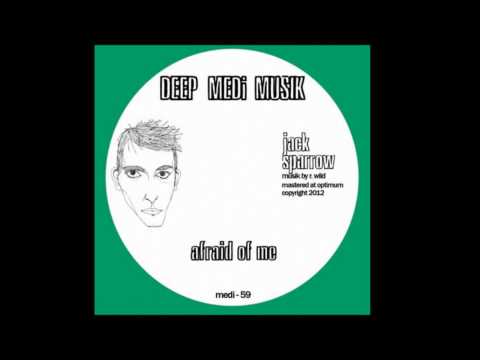 DEEP MEDi MUSIK
jack
sparrow
musik by r. wild
mastered at optimum
copyright 2012
afraid of me
medi - 59